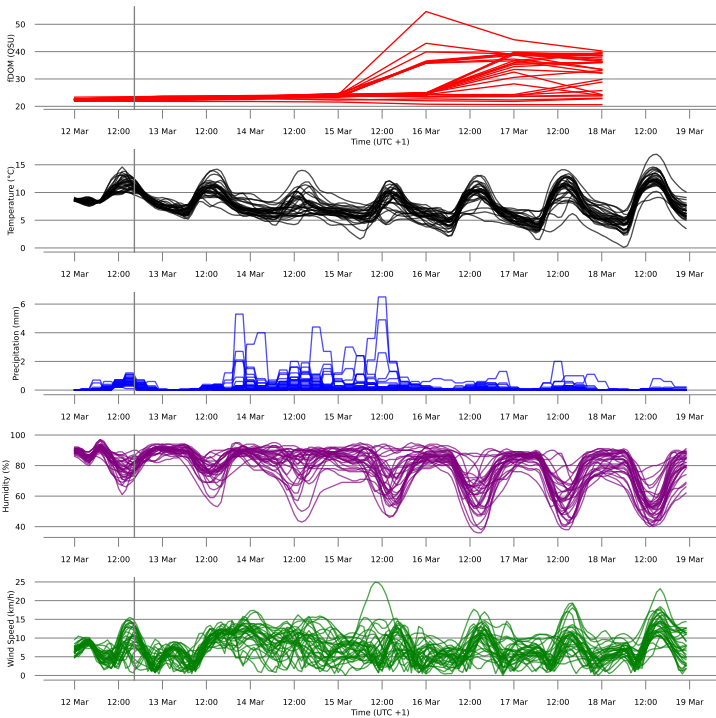 fDOM (QSU)
50
40
30
20
12 Mar 12:00 13 Mar 12:00 14 Mar 12:00 15 Mar 12:00 16 Mar 12:00 17 Mar 12:00 18 Mar 12:00 19 Mar
Time (UTC +1)
Temperature (°C)
15
10
5
0
12 Mar 12:00 13 Mar 12:00 14 Mar 12:00 15 Mar 12:00 16 Mar 12:00 17 Mar 12:00 18 Mar 12:00 19 Mar
Precipitation (mm)
6
4
2
0
12 Mar 12:00 13 Mar 12:00 14 Mar 12:00 15 Mar 12:00 16 Mar 12:00 17 Mar 12:00 18 Mar 12:00 19 Mar
Humidity (%)
100
80
60
40
12 Mar 12:00 13 Mar 12:00 14 Mar 12:00 15 Mar 12:00 16 Mar 12:00 17 Mar 12:00 18 Mar 12:00 19 Mar
Wind Speed (km/h)
25
20
15
10
5
0
12 Mar 12:00 13 Mar 12:00 14 Mar 12:00 15 Mar 12:00 16 Mar 12:00 17 Mar 12:00 18 Mar 12:00 19 Mar
Time (UTC +1)